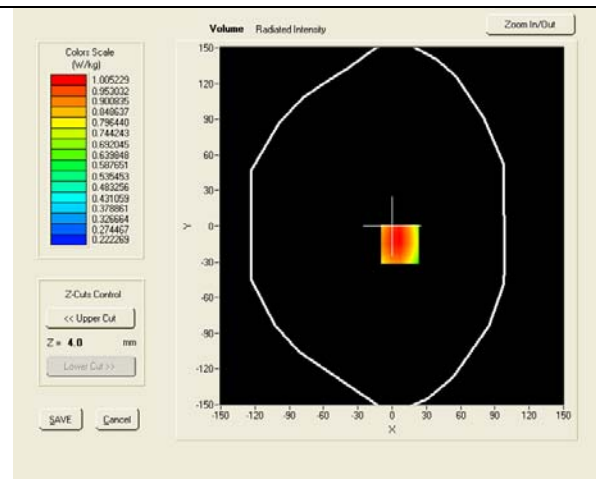 Volume Radiated Intensity
Zoom In/Out
Colors Scale
(W/kg)
1.005229
0.953032
0.900835
0.848637
0.796440
0.744243
0.692045
0.639848
0.587651
0.535453
0.483256
0.431059
0.378861
0.326664
0.274467
0.222269
Z-Cuts Control
<< Upper Cut
Z = 4.0 mm
Lower Cut >>
SAVE Cancel
150
120
90
60
30
0
-30
-60
-90
-120
-150
Y
-150 -120 -90 -60 -30 0 30 60 90 120 150
X